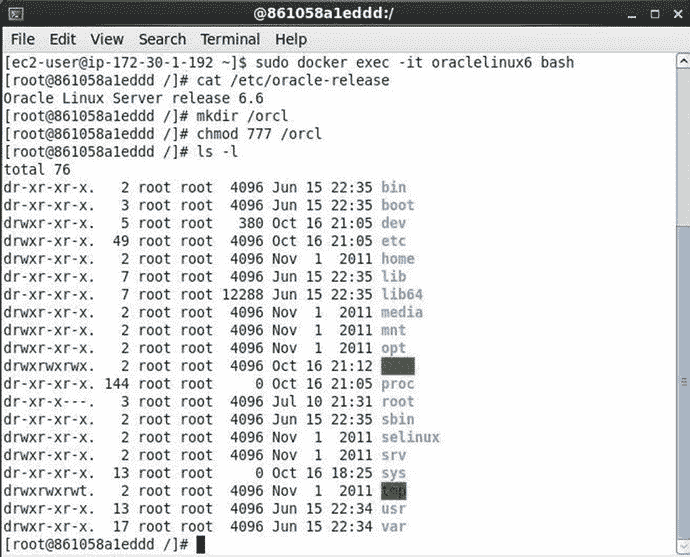 @861058a1eddd:/
File Edit View Search Terminal Help
[ec2-user@ip-172-30-1-192 ~]$ sudo docker exec -it oraclelinux6 bash
[root@861058a1eddd /]# cat /etc/oracle-release
Oracle Linux Server release 6.6
[root@861058a1eddd /]# mkdir /orcl
[root@861058a1eddd /]# chmod 777 /orcl
[root@861058a1eddd /]# ls -l
total 76
dr-xr-xr-x.   2 root root  4096 Jun 15 22:35 bin
dr-xr-xr-x.   3 root root  4096 Jun 15 22:35 boot
drwxr-xr-x.   5 root root   380 Oct 16 21:05 dev
drwxr-xr-x.  49 root root  4096 Oct 16 21:05 etc
drwxr-xr-x.   2 root root  4096 Nov  1  2011 home
dr-xr-xr-x.   7 root root  4096 Jun 15 22:35 lib
dr-xr-xr-x.   7 root root 12288 Jun 15 22:35 lib64
drwxr-xr-x.   2 root root  4096 Nov  1  2011 media
drwxr-xr-x.   2 root root  4096 Nov  1  2011 mnt
drwxr-xr-x.   2 root root  4096 Nov  1  2011 opt
drwxrwxrwx.   2 root root  4096 Oct 16 21:12
dr-xr-xr-x. 144 root root     0 Oct 16 21:05 proc
dr-xr-x---.   3 root root  4096 Jul 10 21:31 root
dr-xr-xr-x.   2 root root  4096 Jun 15 22:35 sbin
drwxr-xr-x.   2 root root  4096 Nov  1  2011 selinux
drwxr-xr-x.   2 root root  4096 Nov  1  2011 srv
dr-xr-xr-x.  13 root root     0 Oct 16 18:25 sys
drwxrwxrwt.   2 root root  4096 Nov  1  2011 tmp
drwxr-xr-x.  13 root root  4096 Jun 15 22:34 usr
drwxr-xr-x.  17 root root  4096 Jun 15 22:34 var
[root@861058a1eddd /]#